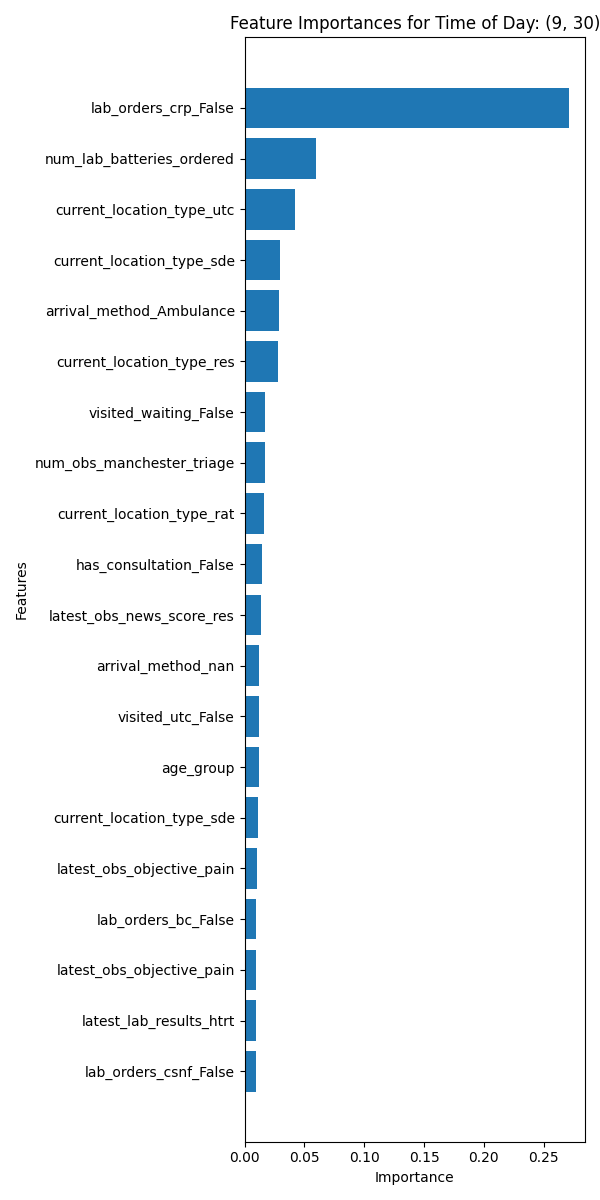 Feature Importances for Time of Day: (9, 30)
lab_orders_crp_False
num_lab_batteries_ordered
current_location_type_utc
current_location_type_sde
arrival_method_Ambulance
current_location_type_res
visited_waiting_False
num_obs_manchester_triage
current_location_type_rat
has_consultation_False
latest_obs_news_score_res
arrival_method_nan
visited_utc_False
age_group
current_location_type_sde
latest_obs_objective_pain
lab_orders_bc_False
latest_obs_objective_pain
latest_lab_results_htrt
lab_orders_csnf_False
Features
0.00 0.05 0.10 0.15 0.20 0.25
Importance